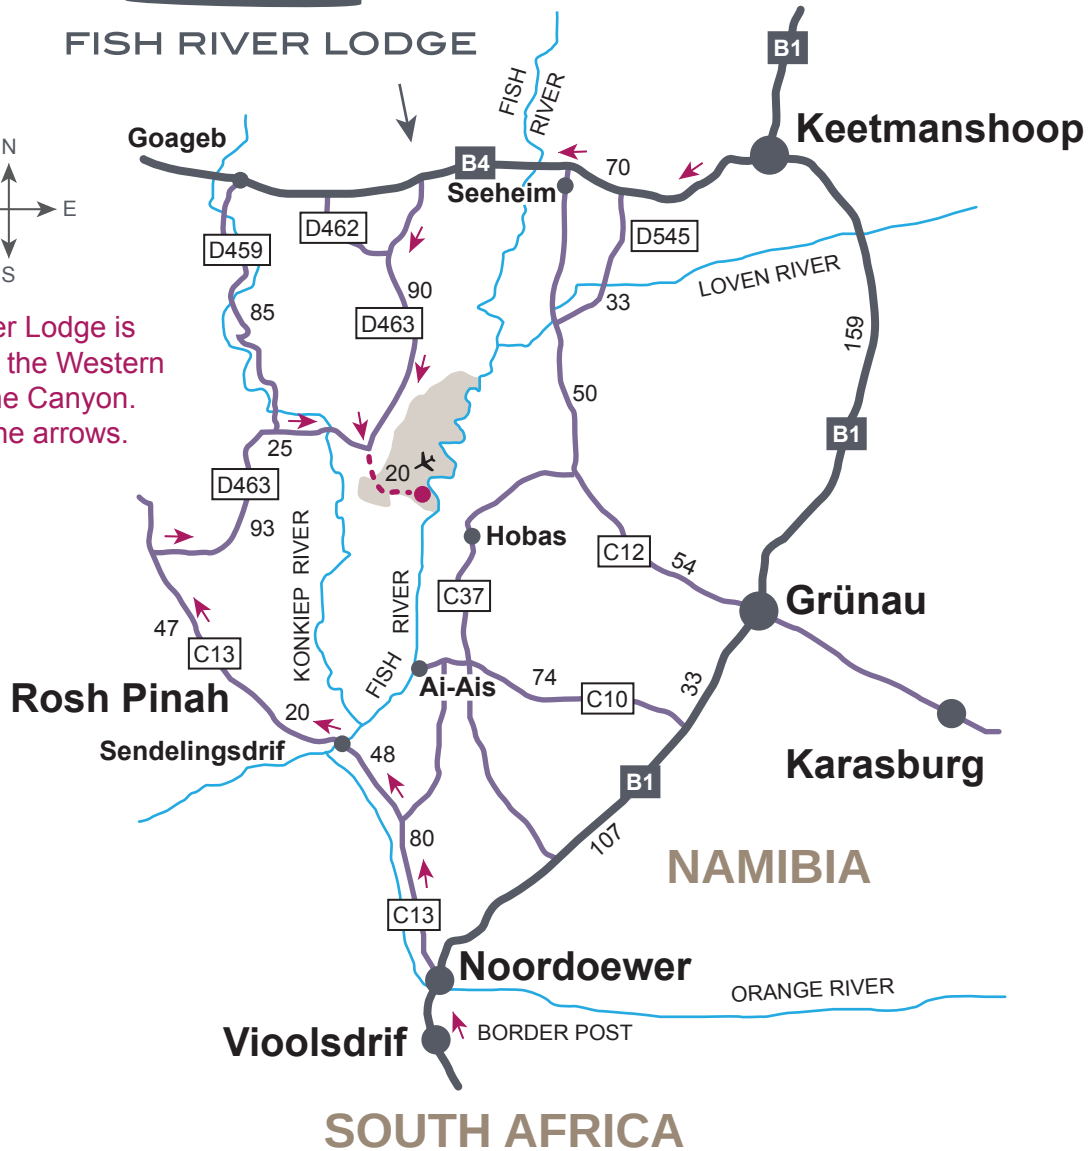 FISH RIVER LODGE
B1
FISH
RIVER
N
E
S
Goageb
Keetmanshoop
B4
70
Seeheim
D462
D545
D459
LOVEN RIVER
90
33
85
D463
159
er Lodge is
the Western
ne Canyon.
he arrows.
50
B1
25
20
D463
93
Hobas
C12
54
KONKIEP RIVER
C37
RIVER
Grünau
47
C13
FISH
Ai-Ais
74
C10
33
Rosh Pinah
20
Sendelingsdrif
48
Karasburg
B1
80
107
NAMIBIA
C13
Noordoewer
ORANGE RIVER
Vioolsdrif
BORDER POST
SOUTH AFRICA